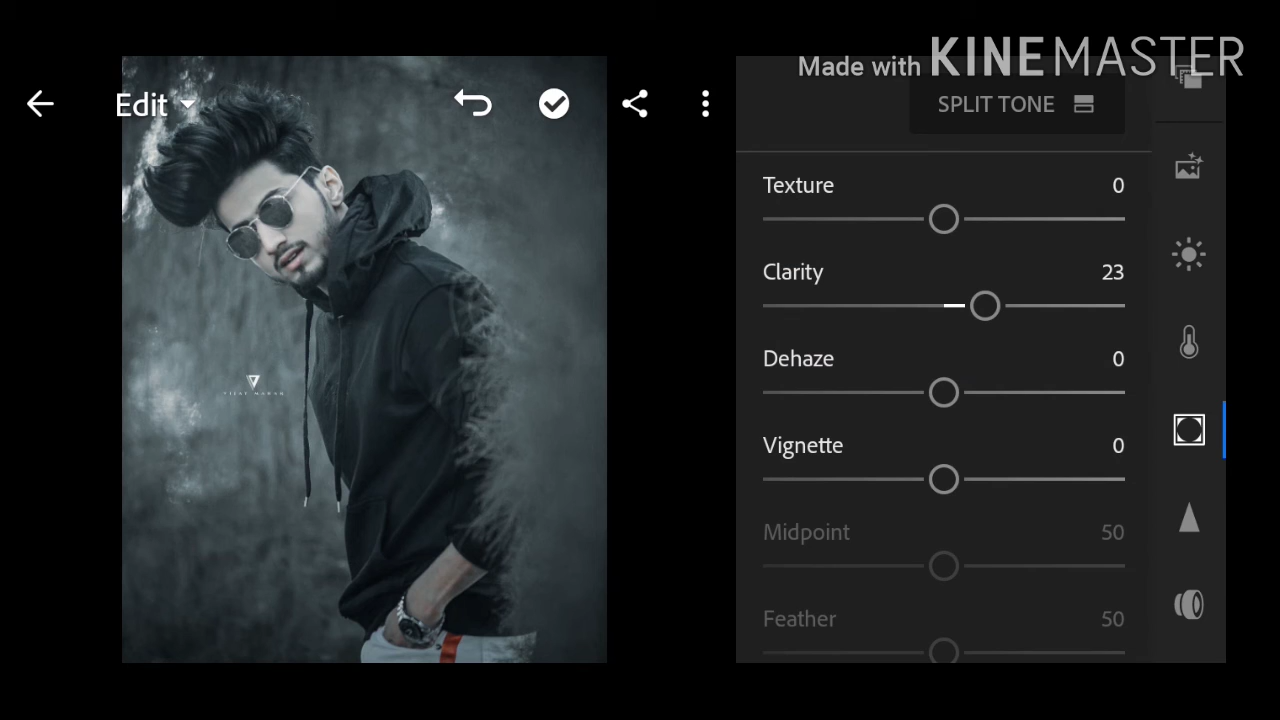 Made with KINEMASTER
Edit
SPLIT TONE
Texture 0
Clarity 23
Dehaze 0
Vignette 0
Midpoint 50
Feather 50